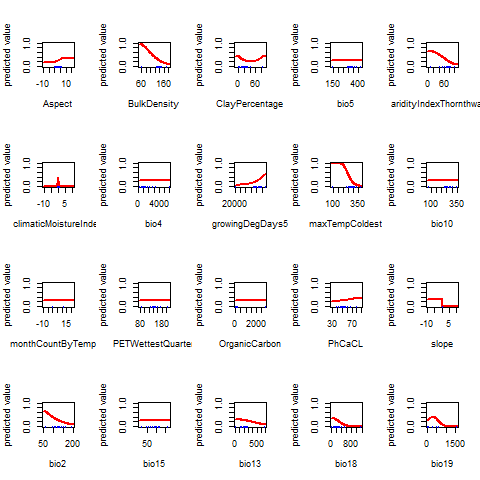 predicted value 0.0 1.0 -10 10 Aspect
predicted value 0.0 1.0 60 160 BulkDensity
predicted value 0.0 1.0 0 60 ClayPercentage
predicted value 0.0 1.0 150 400 bio5
predicted value 0.0 1.0 0 60 aridityIndexThornthwa
predicted value 0.0 1.0 -10 5 climaticMoistureInde
predicted value 0.0 1.0 0 4000 bio4
predicted value 0.0 1.0 20000 growingDegDays5
predicted value 0.0 1.0 100 350 maxTempColdest
predicted value 0.0 1.0 100 350 bio10
predicted value 0.0 1.0 -10 15 monthCountByTemp
predicted value 0.0 1.0 80 180 PETWettestQuarte
predicted value 0.0 1.0 0 2000 OrganicCarbon
predicted value 0.0 1.0 30 70 PhCaCL
predicted value 0.0 1.0 -10 5 slope
predicted value 0.0 1.0 50 200 bio2
predicted value 0.0 1.0 50 bio15
predicted value 0.0 1.0 0 500 bio13
predicted value 0.0 1.0 0 800 bio18
predicted value 0.0 1.0 0 1500 bio19